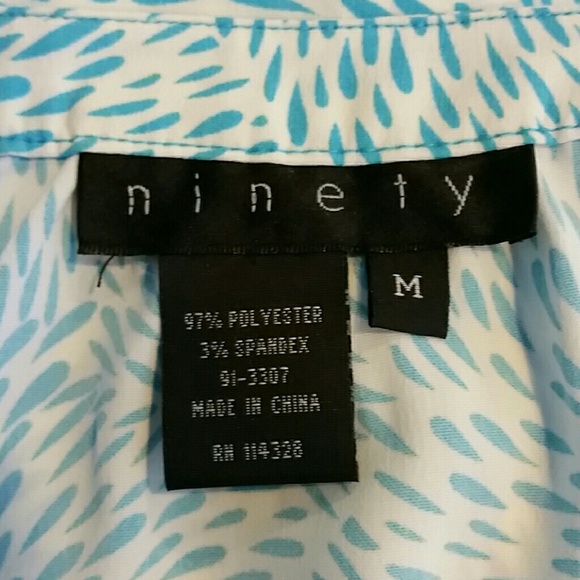 ninety
M
97% POLYESTER
3% SPANDEX
91-3307
MADE IN CHINA
RN 114328